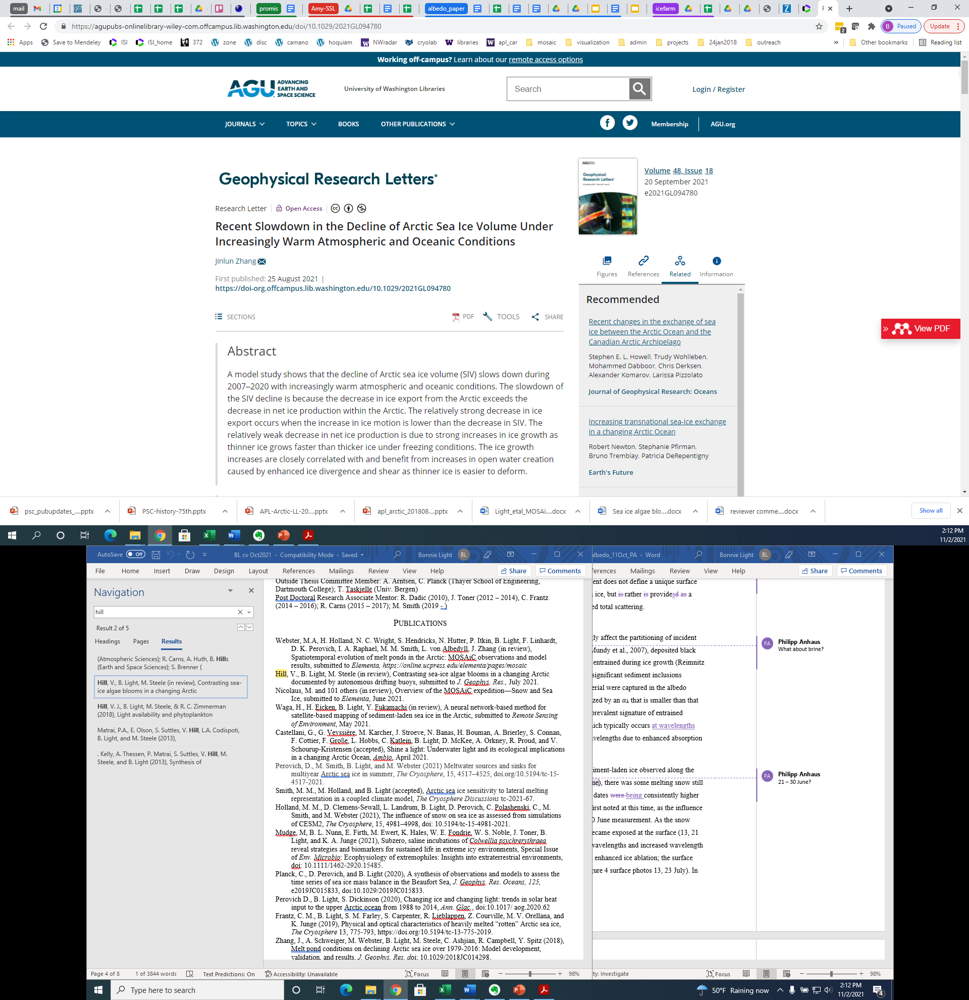 mail
promis
Amy-SSL
albedo_paper
icefarm
https://agupubs-onlinelibrary-wiley-com.offcampus.lib.washington.edu/doi/10.1029/2021GL094780
2
B Paused
Update
Apps Save to Mendeley ISI ISI_home 372 zone disc camano hoquiam NWradar cryolab libraries apl_car mosaic visualization admin projects 24jan2018 outreach » Other bookmarks Reading list
Working off-campus? Learn about our remote access options
AGU ADVANCING EARTH AND SPACE SCIENCE
University of Washington Libraries
Search
Login / Register
JOURNALS TOPICS BOOKS OTHER PUBLICATIONS Membership AGU.org
Geophysical Research Letters
Volume 48, Issue 18
20 September 2021
e2021GL094780
Research Letter Open Access
Recent Slowdown in the Decline of Arctic Sea Ice Volume Under
Increasingly Warm Atmospheric and Oceanic Conditions
Jinlun Zhang
First published: 25 August 2021 |
https://doi-org.offcampus.lib.washington.edu/10.1029/2021GL094780
SECTIONS PDF TOOLS SHARE
Abstract
A model study shows that the decline of Arctic sea ice volume (SIV) slows down during
2007–2020 with increasingly warm atmospheric and oceanic conditions. The slowdown of
the SIV decline is because the decrease in ice export from the Arctic exceeds the
decrease in net ice production within the Arctic. The relatively strong decrease in ice
export occurs when the increase in ice motion is lower than the decrease in SIV. The
relatively weak decrease in net ice production is due to strong increases in ice growth as
thinner ice grows faster than thicker ice under freezing conditions. The ice growth
increases are closely correlated with and benefit from increases in open water creation
caused by enhanced ice divergence and shear as thinner ice is easier to deform.
Figures References Related Information
Recommended
Recent changes in the exchange of sea
ice between the Arctic Ocean and the
Canadian Arctic Archipelago
Stephen E. L. Howell, Trudy Wohlleben,
Mohammed Dabboor, Chris Derksen,
Alexander Komarov, Larissa Pizzolato
Journal of Geophysical Research: Oceans
Increasing transnational sea-ice exchange
in a changing Arctic Ocean
Robert Newton, Stephanie Pfirman,
Bruno Tremblay, Patricia DeRepentigny
Earth's Future
» View PDF
psc_pubupdates_....pptx PSC-history-75th.pptx APL-Arctic-LL-20....pptx apl_arctic_201808....pptx Light_etal_MOSAi....docx Sea ice algae blo....docx reviewer comme....docx Show all
2:12 PM
11/2/2021
AutoSave Off BL cv Oct2021 - Compatibility Mode - Saved Bonnie Light BL
File Home Insert Draw Design Layout References Mailings Review View Help Share Comments
Navigation
hill
Result 2 of 5
Headings Pages Results
(Atmospheric Sciences); R. Carns, A. Huth, B. Hills
(Earth and Space Sciences); S. Brenner (
Hill, V., B. Light, M. Steele (in review), Contrasting sea-
ice algae blooms in a changing Arctic
Hill, V. J., B. Light, M. Steele, & R. C. Zimmerman
(2018), Light availability and phytoplankton
Matrai, P.A., E. Olson, S. Suttles, V. Hill, L.A. Codispoti,
B. Light, and M. Steele (2013),
. Kelly, A. Thessen, P. Matrai, S. Suttles, V. Hill, M.
Steele, and B. Light (2013), Synthesis of
Outside Thesis Committee Member: A. Arntsen, C. Planck (Thayer School of Engineering,
Dartmouth College); T. Taskjelle (Univ. Bergen)
Post Doctoral Research Associate Mentor: R. Dadic (2010), J. Toner (2012 – 2014), C. Frantz
(2014 – 2016); R. Carns (2015 – 2017); M. Smith (2019 - )
PUBLICATIONS
Webster, M.A, H. Holland, N. C. Wright, S. Hendricks, N. Hutter, P. Itkin, B. Light, F. Linhardt,
D. K. Perovich, I. A. Raphael, M. M. Smith, L. von Albedyll, J. Zhang (in review),
Spatiotemporal evolution of melt ponds in the Arctic: MOSAiC observations and model
results, submitted to Elementa, https://online.ucpress.edu/elementa/pages/mosaic
Hill, V., B. Light, M. Steele (in review), Contrasting sea-ice algae blooms in a changing Arctic
documented by autonomous drifting buoys, submitted to J. Geophys. Res., July 2021.
Nicolaus, M. and 101 others (in review), Overview of the MOSAiC expedition—Snow and Sea
Ice, submitted to Elementa, June 2021.
Waga, H., H. Eicken, B. Light, Y. Fukamachi (in review), A neural network-based method for
satellite-based mapping of sediment-laden sea ice in the Arctic, submitted to Remote Sensing
of Environment, May 2021.
Castellani, G., G. Veyssière, M. Karcher, J. Stroeve, N. Banas, H. Bouman, A. Brierley, S. Connan,
F. Cottier, F. Große, L. Hobbs, C. Katlein, B. Light, D. McKee, A. Orkney, R. Proud, and V.
Schourup-Kristensen (accepted), Shine a light: Underwater light and its ecological implications
in a changing Arctic Ocean, Ambio, April 2021.
Perovich, D., M. Smith, B. Light, and M. Webster (2021) Meltwater sources and sinks for
multiyear Arctic sea ice in summer, The Cryosphere, 15, 4517–4525, doi.org/10.5194/tc-15-
4517-2021.
Smith, M. M., M. Holland, and B. Light (accepted), Arctic sea ice sensitivity to lateral melting
representation in a coupled climate model, The Cryosphere Discussions tc-2021-67.
Holland, M. M., D. Clemens-Sewall, L. Landrum, B. Light, D. Perovich, C. Polashenski, C., M.
Smith, and M. Webster (2021), The influence of snow on sea ice as assessed from simulations
of CESM2, The Cryosphere, 15, 4981–4998, doi: 10.5194/tc-15-4981-2021.
Mudge, M, B. L. Nunn, E. Firth, M. Ewert, K. Hales, W. E. Fondrie, W. S. Noble, J. Toner, B.
Light, and K. A. Junge (2021), Subzero, saline incubations of Colwellia psychrerythraea
reveal strategies and biomarkers for sustained life in extreme icy environments, Special Issue
of Env. Microbio: Ecophysiology of extremophiles: Insights into extraterrestrial environments,
doi: 10.1111/1462-2920.15485.
Planck, C., D. Perovich, and B. Light (2020), A synthesis of observations and models to assess the
time series of sea ice mass balance in the Beaufort Sea, J. Geophys. Res. Oceans, 125,
e2019JC015833, doi:10.1029/2019JC015833.
Perovich D., B. Light, S. Dickinson (2020), Changing ice and changing light: trends in solar heat
input to the upper Arctic ocean from 1988 to 2014, Ann. Glac., doi:10.1017/ aog.2020.62
Frantz, C. M., B. Light, S. M. Farley, S. Carpenter, R. Lieblappen, Z. Courville, M. V. Orellana, and
K. Junge (2019), Physical and optical characteristics of heavily melted “rotten” Arctic sea ice,
The Cryosphere 13, 775-793, https://doi.org/10.5194/tc-13-775-2019.
Zhang, J., A. Schweiger, M. Webster, B. Light, M. Steele, C. Ashjian, R. Campbell, Y. Spitz (2018),
Melt pond conditions on declining Arctic sea ice over 1979-2016: Model development,
validation, and results, J. Geophys. Res. doi: 10.1029/2018JC014298.
Page 4 of 8 1 of 3844 words Text Predictions: On Accessibility: Unavailable Focus 98%
albedo_11Oct_PA - Word Bonnie Light BL
ferences Mailings Review View Help Share Comments
ent does not define a unique surface
ice, but is rather is providesd as a
ed total scattering.
ly affect the partitioning of incident
Mundy et al., 2007), deposited black
entrained during ice growth (Reimnitz
significant sediment inclusions
erial were captured in the albedo
zed by an αλ that is smaller than that
prevalent signature of entrained
ich typically occurs at wavelengths
velengths due to enhanced absorption
iment-laden ice observed along the
ne), there was some melting snow still
dates were being consistently higher
irst noted at this time, as the influence
0 June measurement. As the snow
ecame exposed at the surface (13, 21
wavelengths and increased wavelength
enhanced ice ablation; the surface
ure 4 surface photos 13, 23 July). In
PA Philipp Anhaus
What about brine?
PA Philipp Anhaus
21 – 30 June?
ty: Investigate Focus 98%
Type here to search
50°F Raining now
2:12 PM
11/2/2021
4